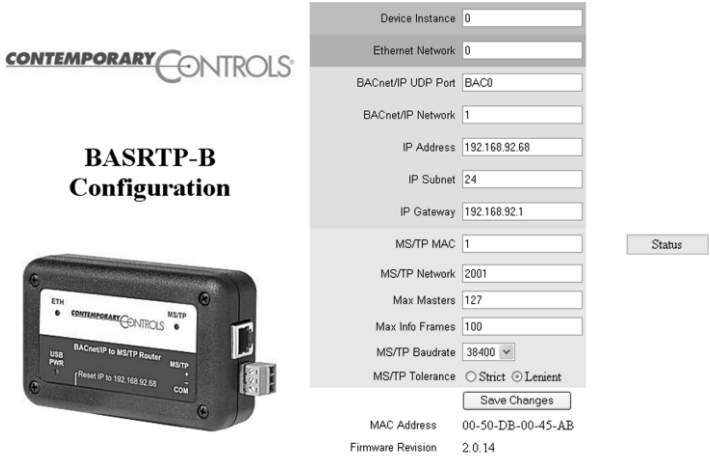 CONTEMPORARY CONTROLS®
BASRTP-B
Configuration
ETH
MS/TP
CONTEMPORARY CONTROLS
BACnet/IP to MS/TP Router
USB
PWR
Reset IP to 192.168.92.68
MS/TP
+
−
COM
Device Instance 0
Ethernet Network 0
BACnet/IP UDP Port BAC0
BACnet/IP Network 1
IP Address 192.168.92.68
IP Subnet 24
IP Gateway 192.168.92.1
MS/TP MAC 1
MS/TP Network 2001
Max Masters 127
Max Info Frames 100
MS/TP Baudrate 38400
MS/TP Tolerance Strict Lenient
Save Changes
MAC Address 00-50-DB-00-45-AB
Firmware Revision 2.0.14
Status